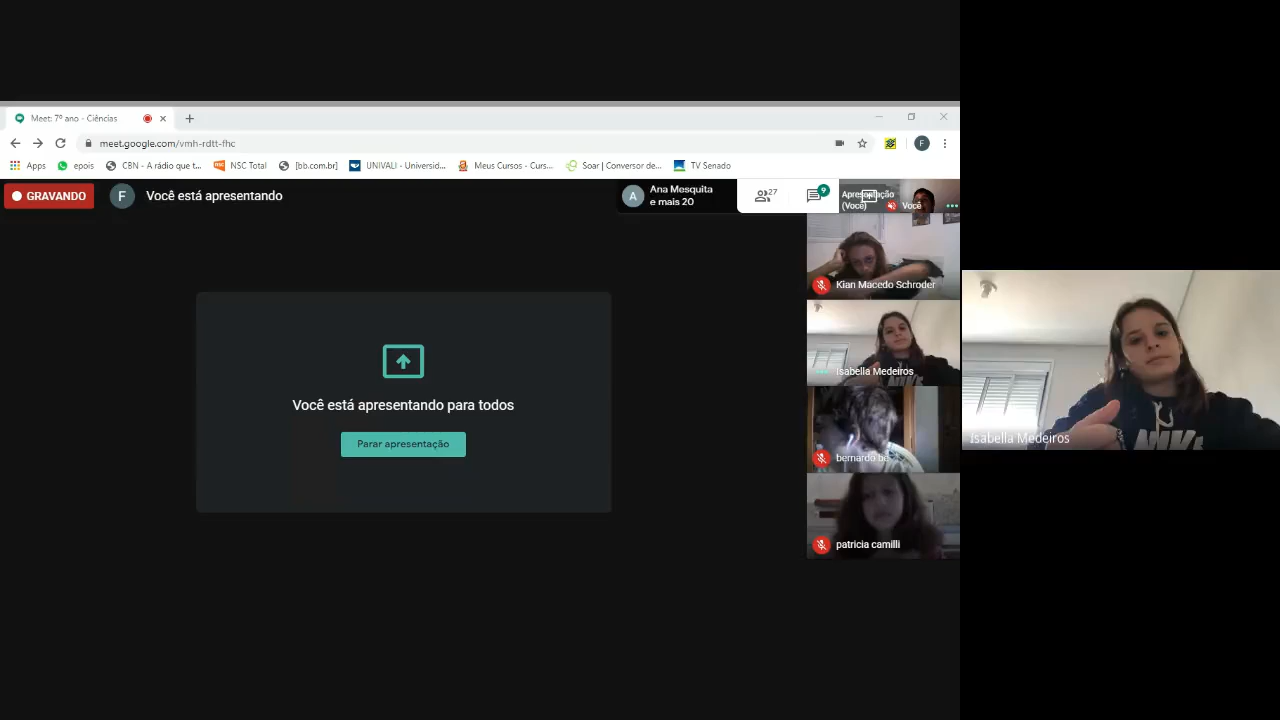 Meet: 7º ano - Ciências
meet.google.com/vmh-rdtt-fhc
Apps
epois
CBN - A rádio que t...
NSC Total
[bb.com.br]
UNIVALI - Universid...
Meus Cursos - Curs...
Soar | Conversor de...
TV Senado
GRAVANDO
F
Você está apresentando
A
Ana Mesquita
e mais 20
27
9
Apresentação
(Você)
Você
F
Kian Macedo Schroder
Isabella Medeiros
bernardo be
patricia camilli
Você está apresentando para todos
Parar apresentação
Isabella Medeiros
NIKE